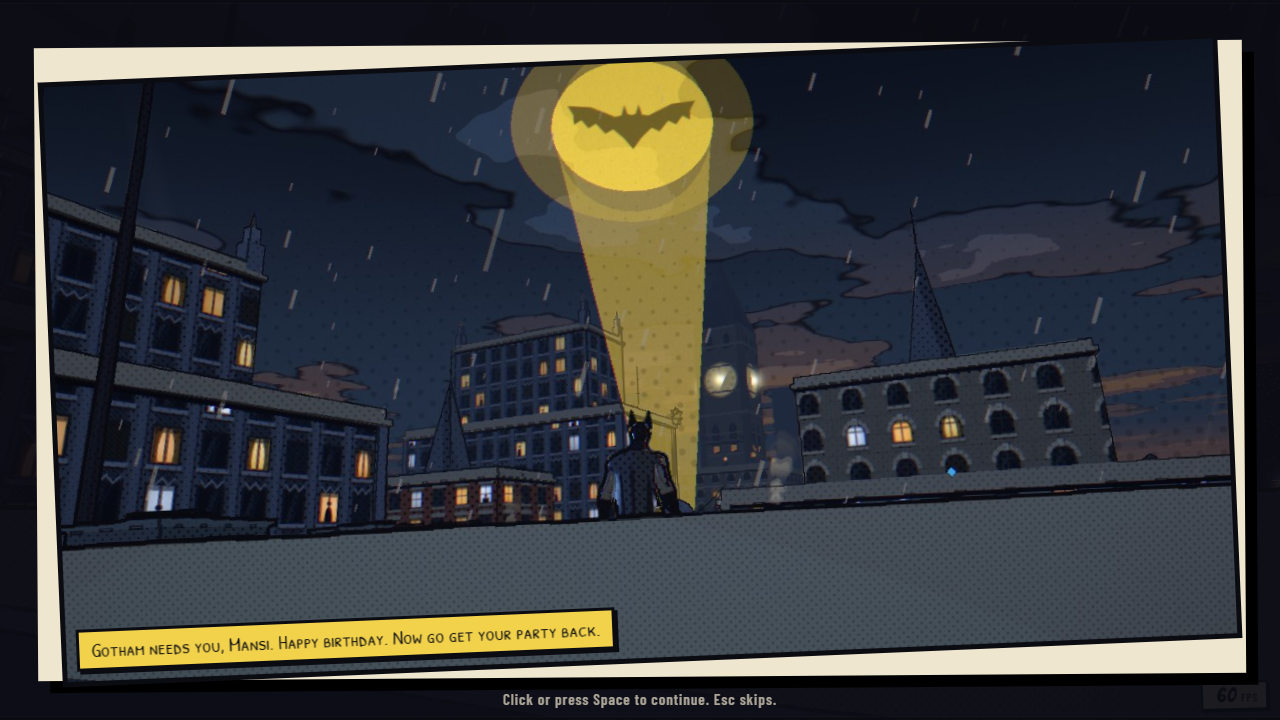 Gotham needs you, Mansi. Happy birthday. Now go get your party back.
Click or press Space to continue. Esc skips.
60 FPS